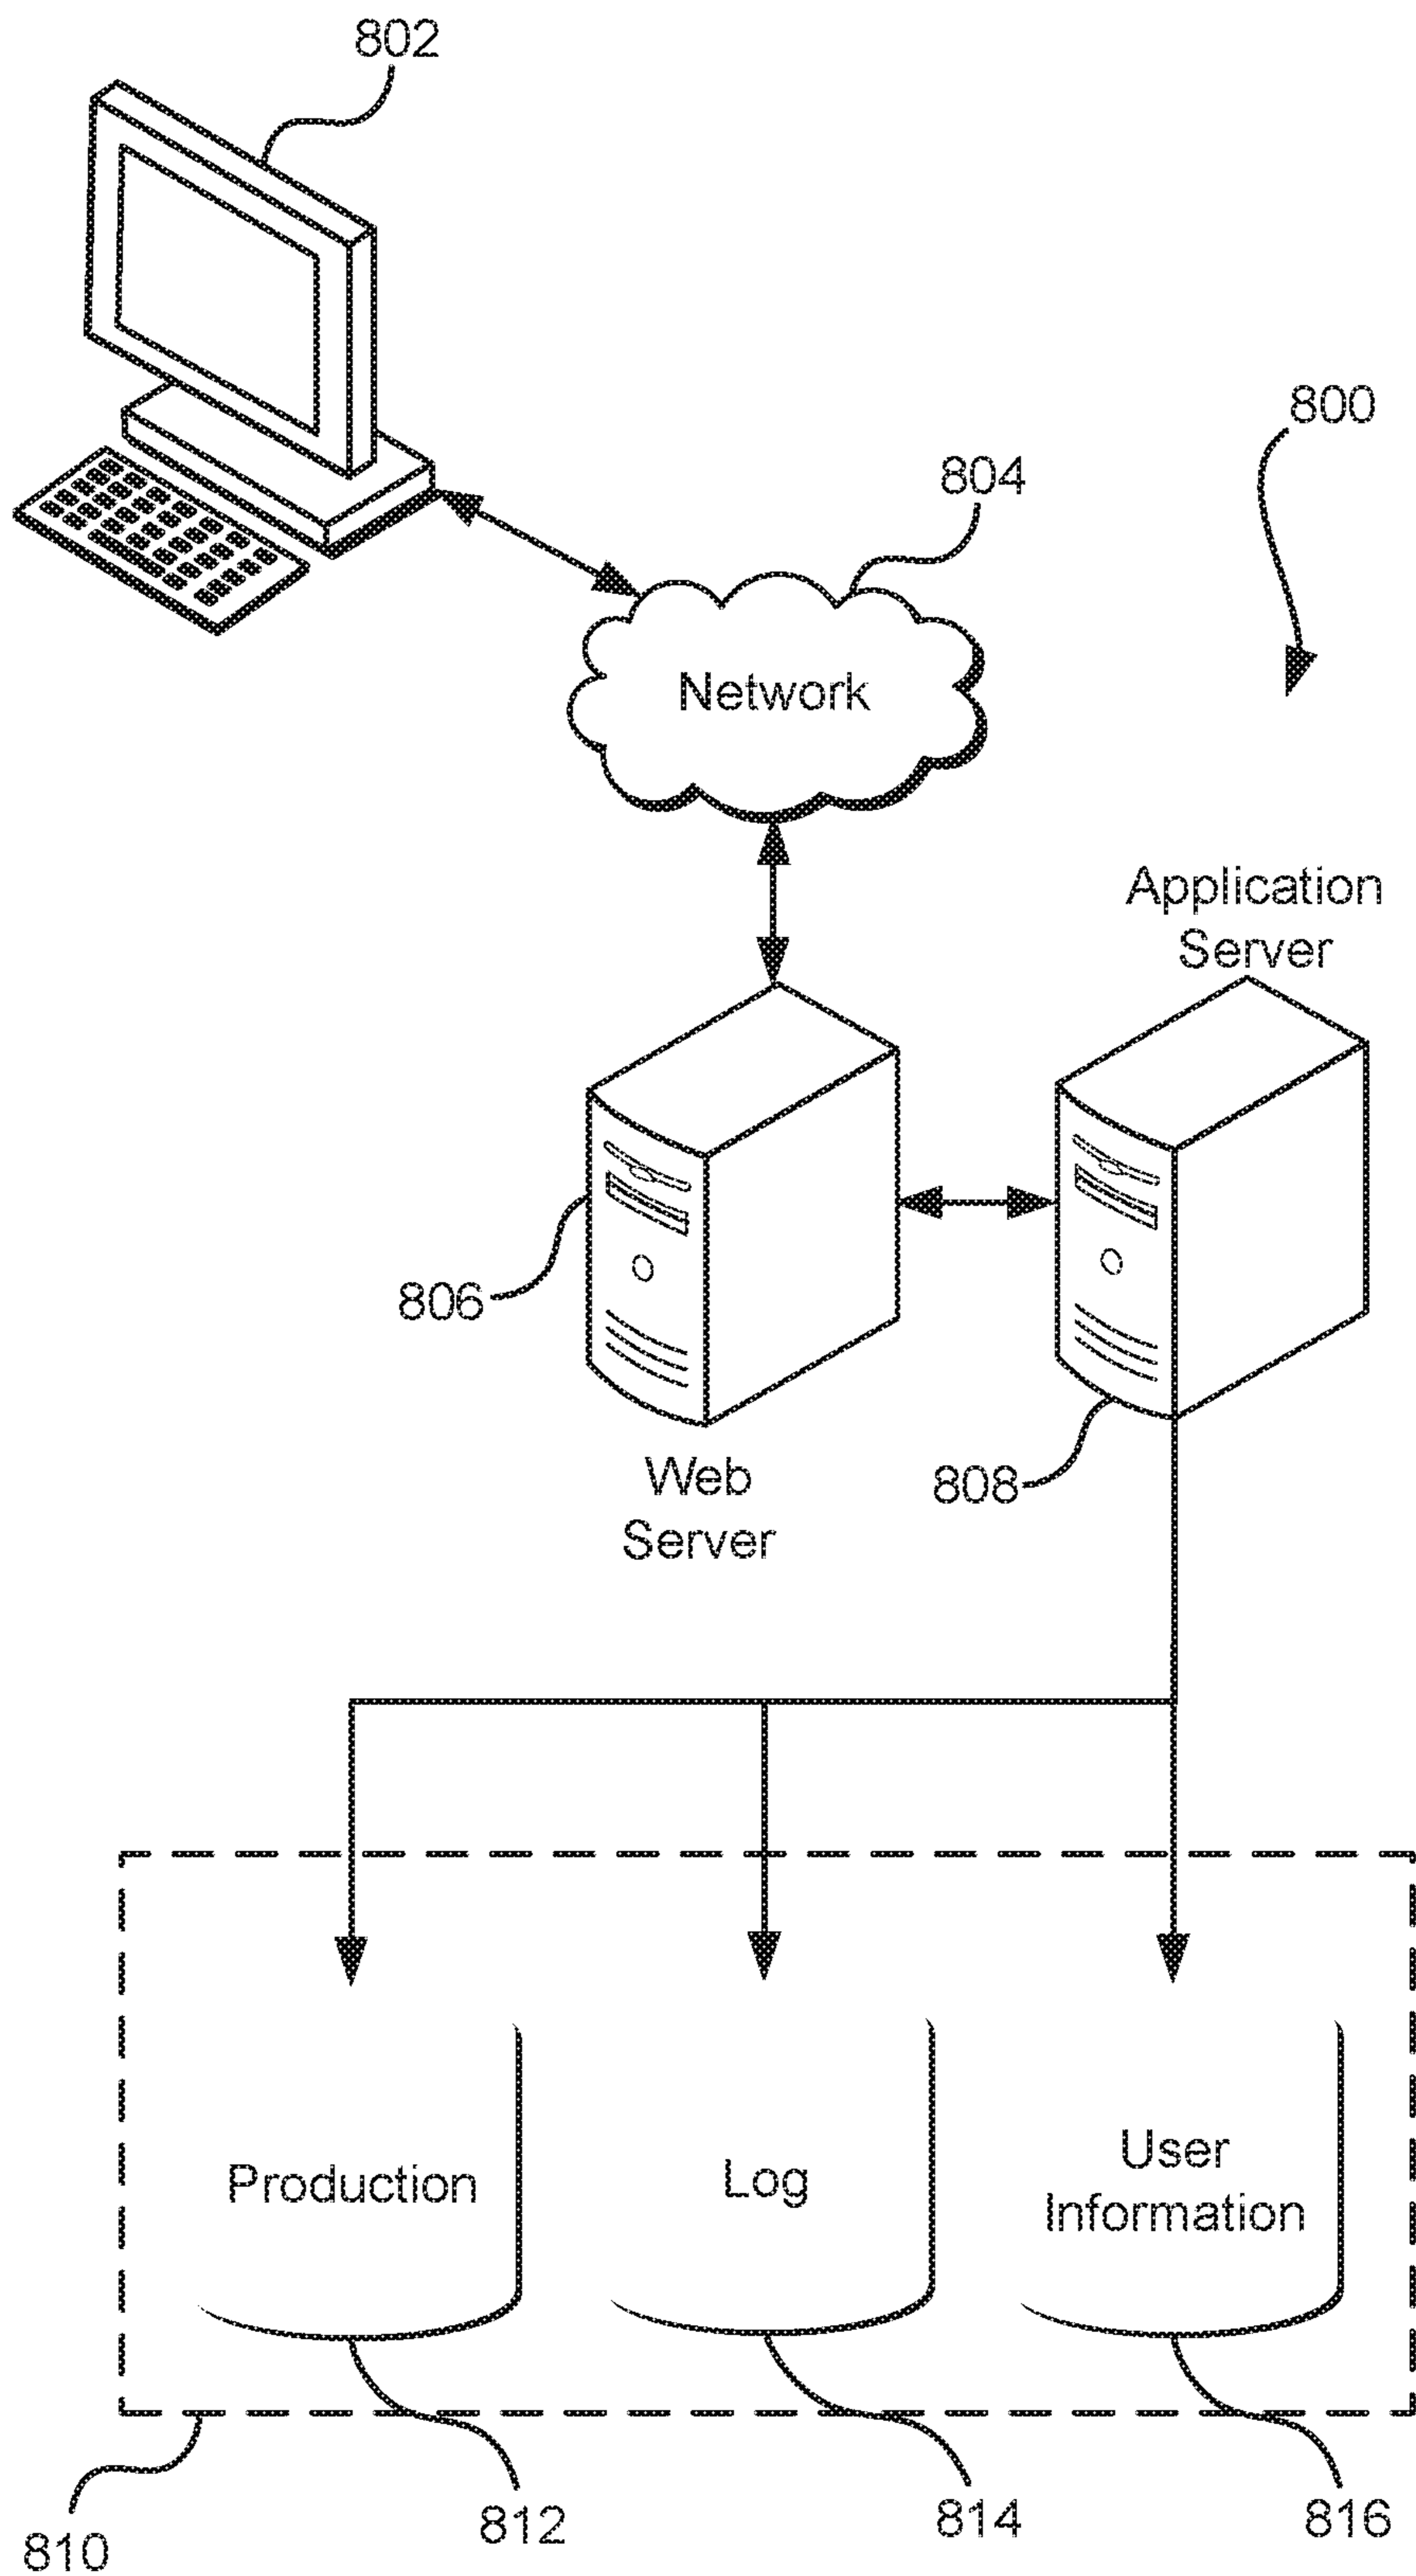 802
800
804
Network
Application
Server
806
808
Web
Server
Production
Log
User
Information
810
812
814
816